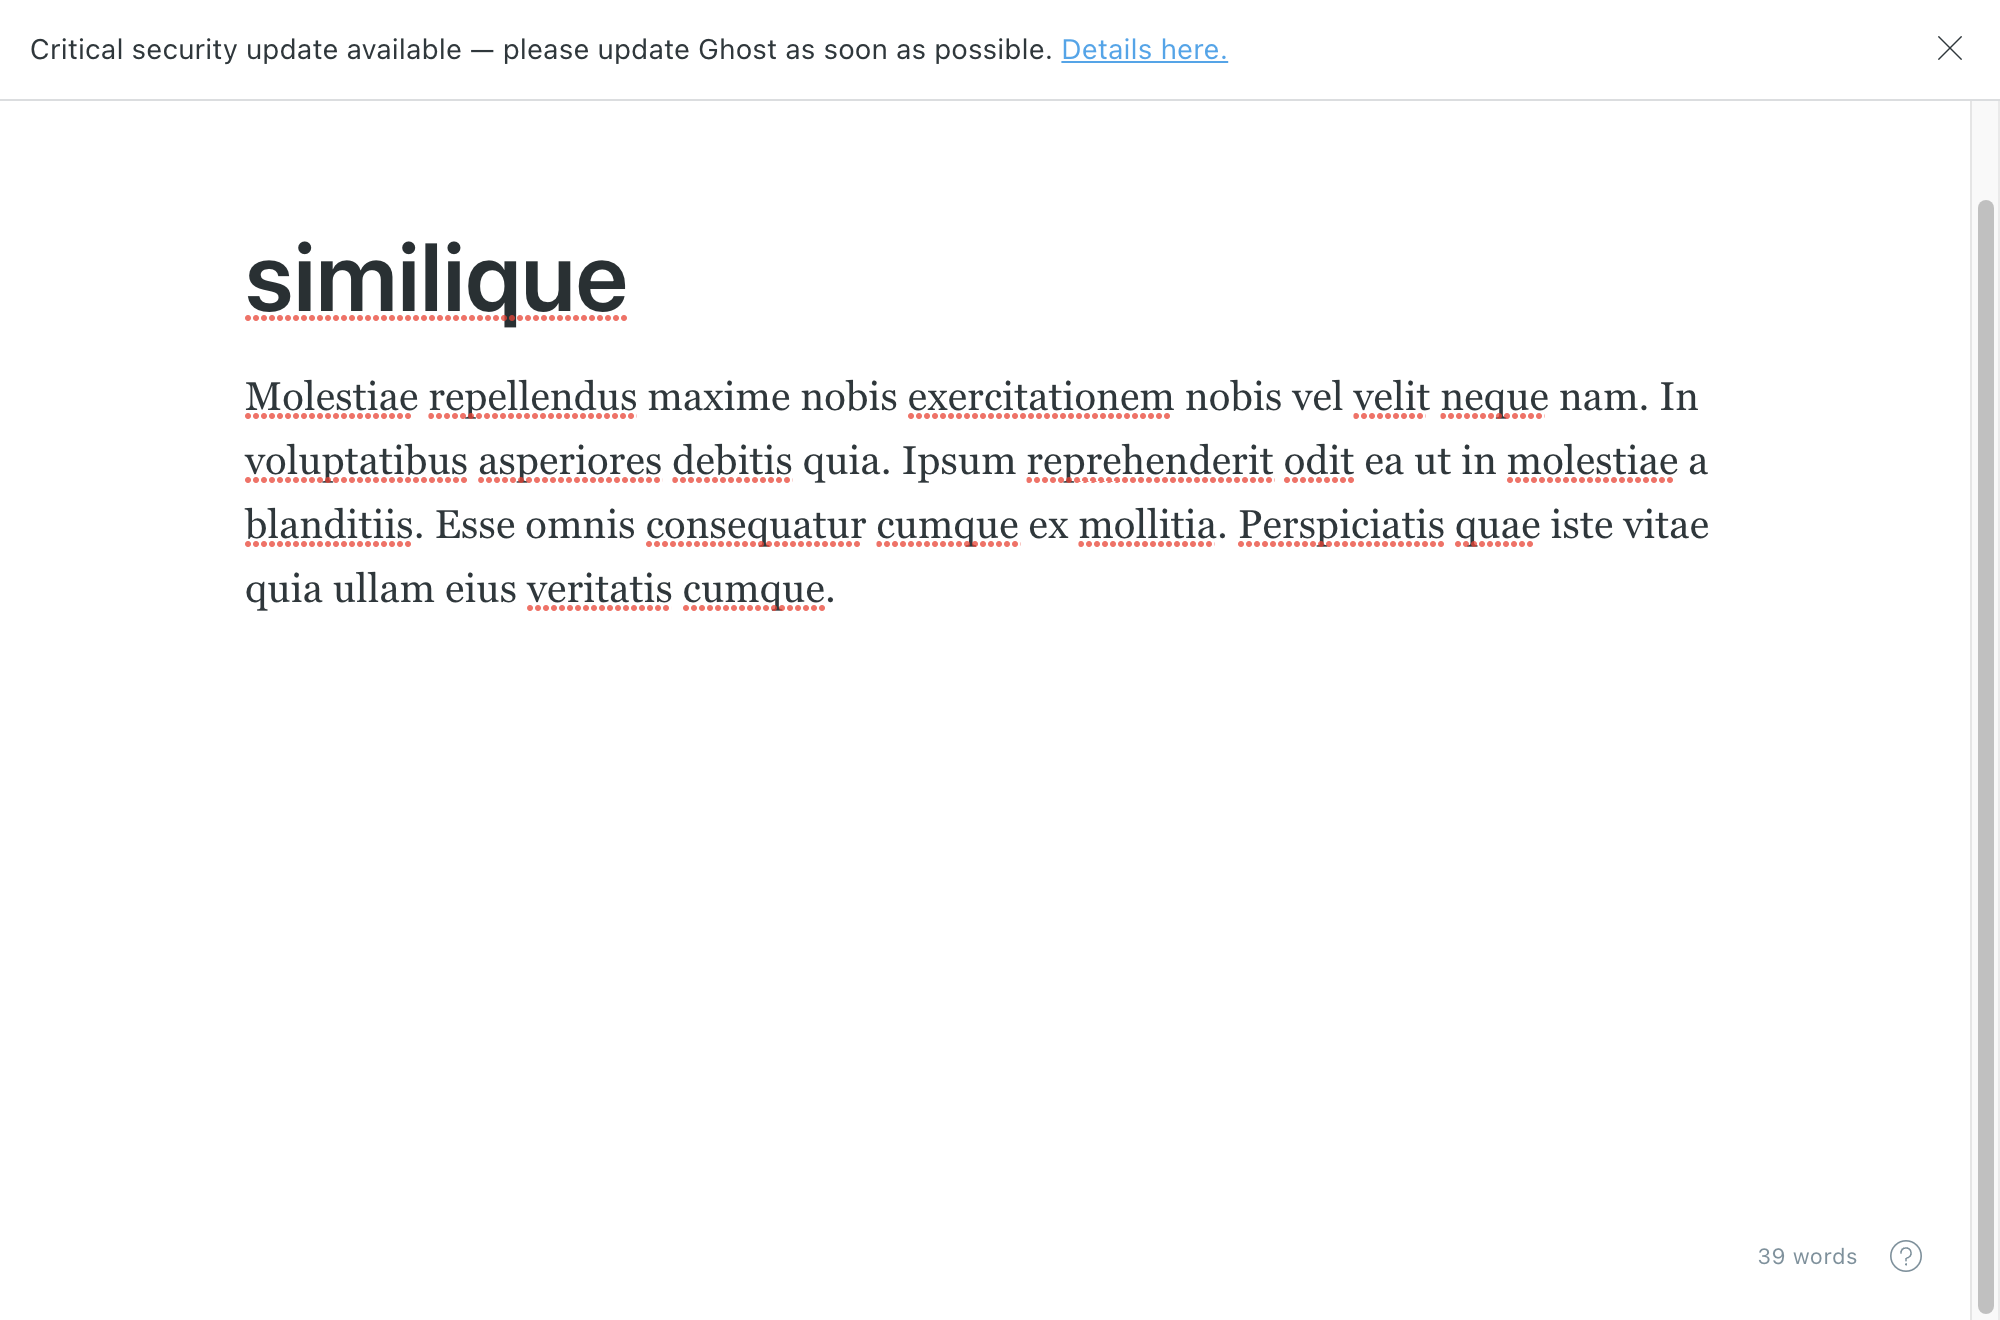 Critical security update available — please update Ghost as soon as possible. Details here.
similique
Molestiae repellendus maxime nobis exercitationem nobis vel velit neque nam. In
voluptatibus asperiores debitis quia. Ipsum reprehenderit odit ea ut in molestiae a
blanditiis. Esse omnis consequatur cumque ex mollitia. Perspiciatis quae iste vitae
quia ullam eius veritatis cumque.
39 words